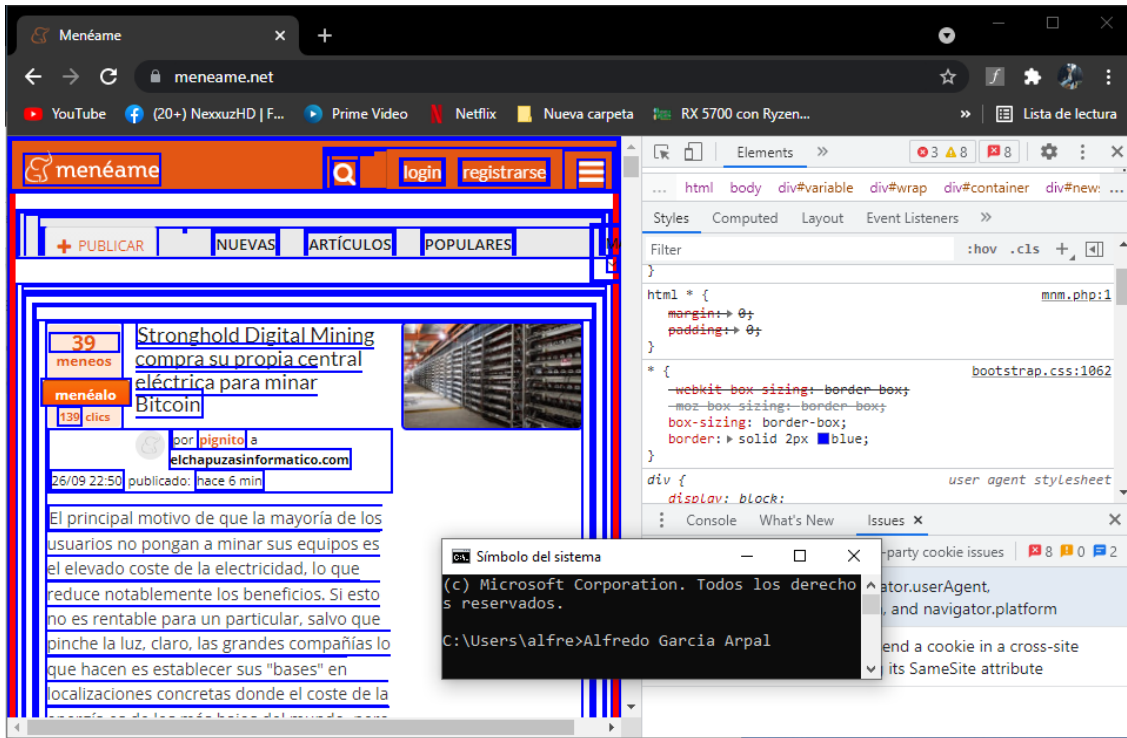 Menéame
meneame.net
YouTube (20+) NexxuzHD | F... Prime Video Netflix Nueva carpeta RX 5700 con Ryzen... » Lista de lectura
menéame login registrarse
PUBLICAR NUEVAS ARTÍCULOS POPULARES
39
meneos
menéalo
139 clics
Stronghold Digital Mining
compra su propia central
eléctrica para minar
Bitcoin
por pignito a
elchapuzasinformatico.com
26/09 22:50 publicado: hace 6 min
El principal motivo de que la mayoría de los
usuarios no pongan a minar sus equipos es
el elevado coste de la electricidad, lo que
reduce notablemente los beneficios. Si esto
no es rentable para un particular, salvo que
pinche la luz, claro, las grandes compañías lo
que hacen es establecer sus "bases" en
localizaciones concretas donde el coste de la
Elements » 3 8 8
... html body div#variable div#wrap div#container div#news ...
Styles Computed Layout Event Listeners »
Filter :hov .cls +
}
html * { mnm.php:1
margin: 0;
padding: 0;
}
* { bootstrap.css:1062
-webkit-box-sizing: border-box;
-moz-box-sizing: border-box;
box-sizing: border-box;
border: solid 2px blue;
}
div { user agent stylesheet
display: block;
Console What's New Issues
-party cookie issues 8 0 2
ator.userAgent,
, and navigator.platform
end a cookie in a cross-site
its SameSite attribute
Símbolo del sistema
(c) Microsoft Corporation. Todos los derecho
s reservados.
C:\Users\alfre>Alfredo Garcia Arpal